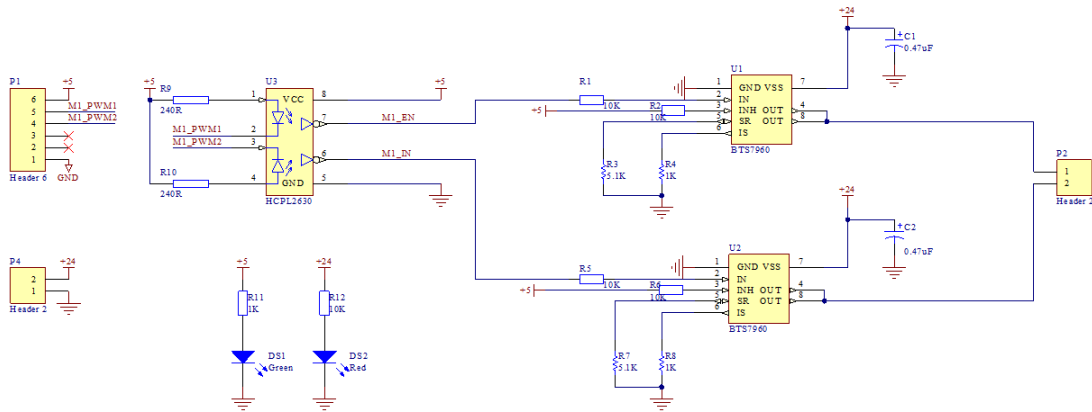 P1
+5
6
5
M1_PWM1
4
M1_PWM2
3
2
1
GND
Header 6
+5
R9
240R
M1_PWM1
M1_PWM2
R10
240R
U3
1
VCC
8
2
7
3
6
4
GND
5
HCPL2630
+5
M1_EN
M1_IN
R1
10K
+5
R2
10K
R3
5.1K
R4
1K
U1
1
GND VSS
7
2
IN
3
INH OUT
4
5
SR OUT
8
6
IS
BTS7960
+24
C1
0.47uF
P2
1
2
Header 2
R5
10K
+5
R6
10K
R7
5.1K
R8
1K
U2
1
GND VSS
7
2
IN
3
INH OUT
4
5
SR OUT
8
6
IS
BTS7960
+24
C2
0.47uF
P4
+24
2
1
Header 2
+5
R11
1K
DS1
Green
+24
R12
10K
DS2
Red